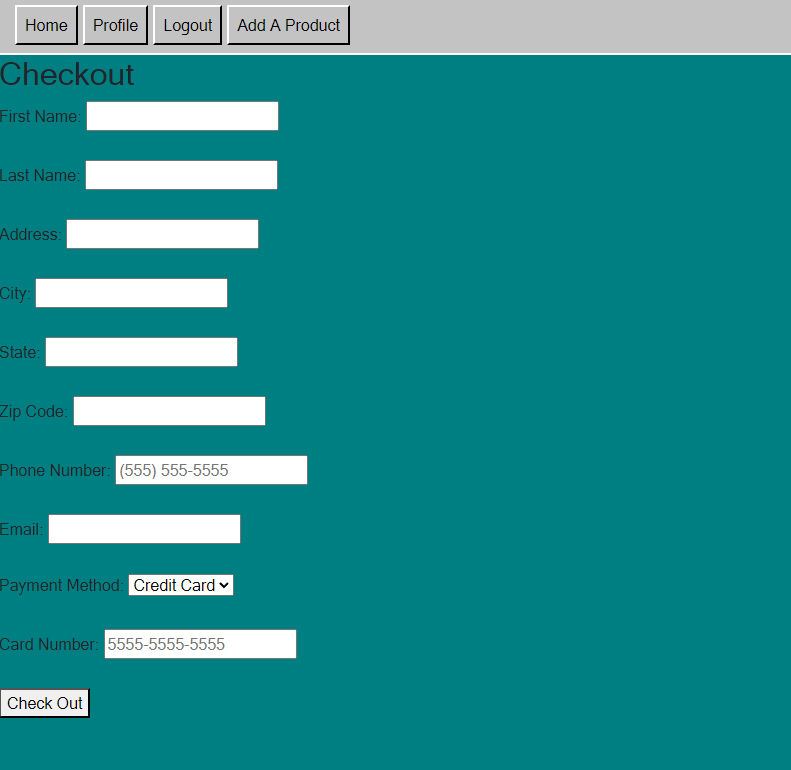 Home Profile Logout Add A Product
Checkout
First Name:
Last Name:
Address:
City:
State:
Zip Code:
Phone Number: (555) 555-5555
Email:
Payment Method: Credit Card
Card Number: 5555-5555-5555
Check Out